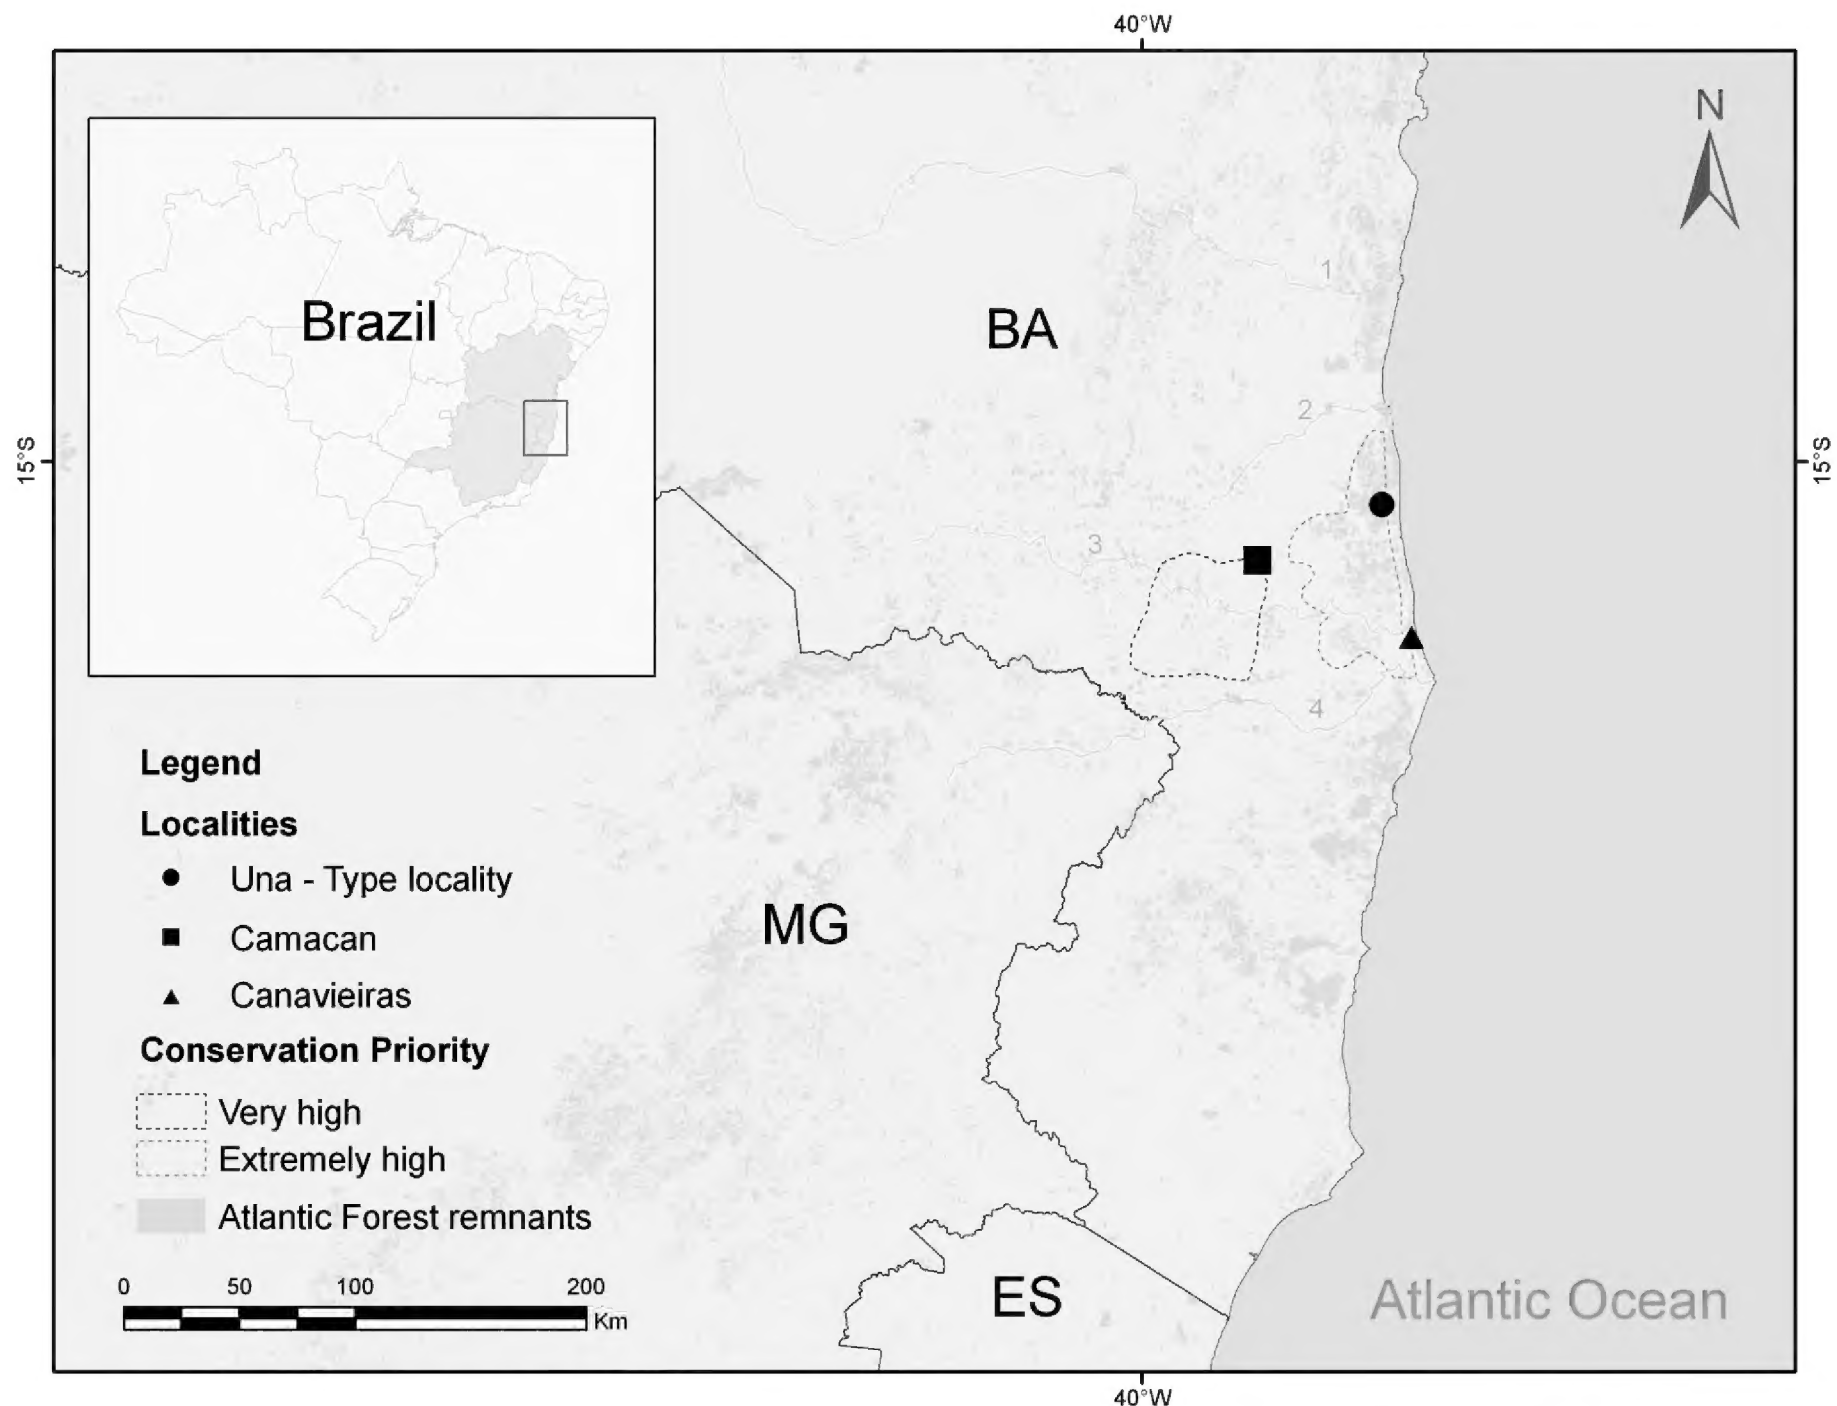 40°W
N
Brazil
BA
1
2
15°S
15°S
3
4
Legend
Localities
Una - Type locality
Camacan
Canavieiras
MG
Conservation Priority
Very high
Extremely high
Atlantic Forest remnants
0 50 100 200
Km
ES
Atlantic Ocean
40°W